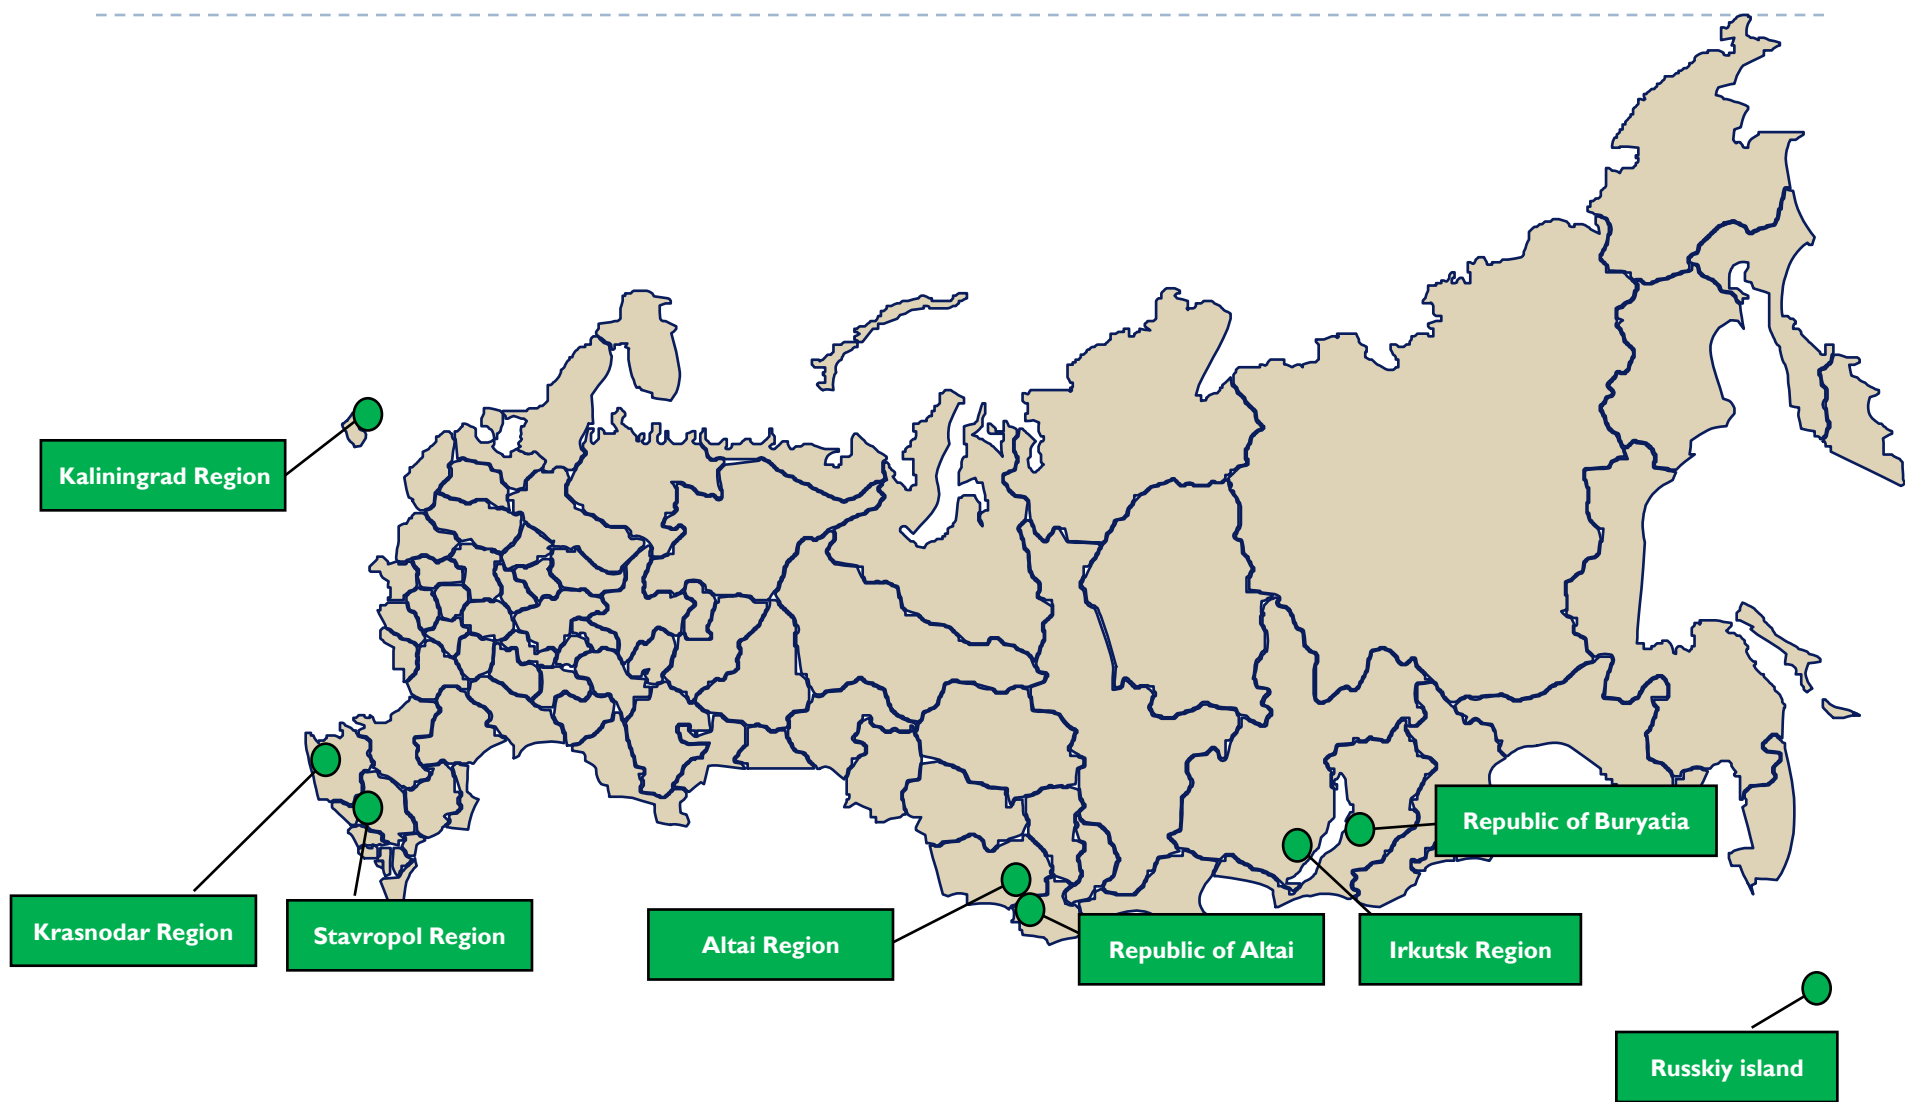 Kaliningrad Region
Republic of Buryatia
Krasnodar Region
Stavropol Region
Altai Region
Republic of Altai
Irkutsk Region
Russkiy island